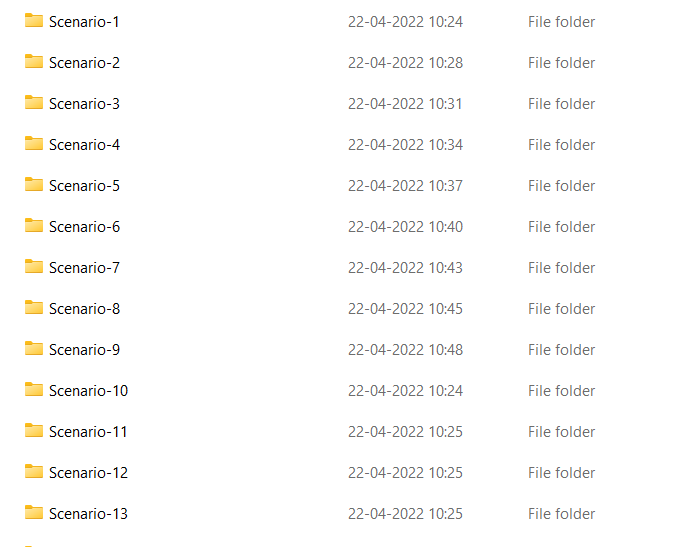 Scenario-1 22-04-2022 10:24 File folder
Scenario-2 22-04-2022 10:28 File folder
Scenario-3 22-04-2022 10:31 File folder
Scenario-4 22-04-2022 10:34 File folder
Scenario-5 22-04-2022 10:37 File folder
Scenario-6 22-04-2022 10:40 File folder
Scenario-7 22-04-2022 10:43 File folder
Scenario-8 22-04-2022 10:45 File folder
Scenario-9 22-04-2022 10:48 File folder
Scenario-10 22-04-2022 10:24 File folder
Scenario-11 22-04-2022 10:25 File folder
Scenario-12 22-04-2022 10:25 File folder
Scenario-13 22-04-2022 10:25 File folder